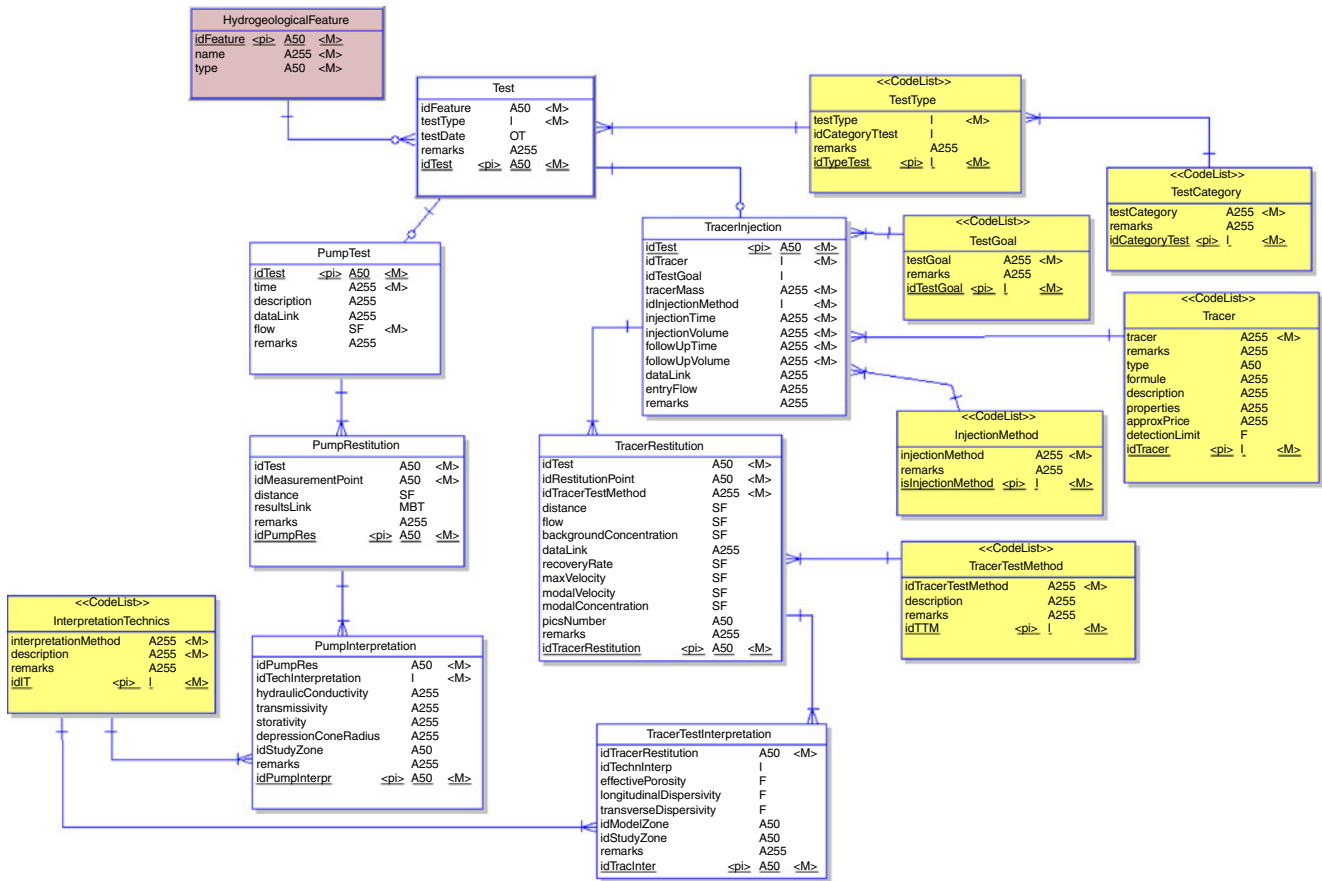 HydrogeologicalFeature
idFeature <pi> A50 <M>
name A255 <M>
type A50 <M>
Test
idFeature A50 <M>
testType I <M>
testDate OT
remarks A255
idTest <pi> A50 <M>
<<CodeList>>
TestType
testType I <M>
idCategoryTtest I
remarks A255
idTypeTest <pi> I <M>
<<CodeList>>
TestCategory
testCategory A255 <M>
remarks A255
idCategoryTest <pi> I <M>
PumpTest
idTest <pi> A50 <M>
time A255 <M>
description A255
dataLink A255
flow SF <M>
remarks A255
TracerInjection
idTest <pi> A50 <M>
idTracer I <M>
idTestGoal I
tracerMass A255 <M>
idInjectionMethod I <M>
injectionTime A255 <M>
injectionVolume A255 <M>
followUpTime A255 <M>
followUpVolume A255 <M>
dataLink A255
entryFlow A255
remarks A255
<<CodeList>>
TestGoal
testGoal A255 <M>
remarks A255
idTestGoal <pi> I <M>
<<CodeList>>
Tracer
tracer A255 <M>
remarks A255
type A50
formule A255
description A255
properties A255
approxPrice A255
detectionLimit F
idTracer <pi> I <M>
<<CodeList>>
InjectionMethod
injectionMethod A255 <M>
remarks A255
isInjectionMethod <pi> I <M>
PumpRestitution
idTest A50 <M>
idMeasurementPoint A50 <M>
distance SF
resultsLink MBT
remarks A255
idPumpRes <pi> A50 <M>
TracerRestitution
idTest A50 <M>
idRestitutionPoint A50 <M>
idTracerTestMethod A255 <M>
distance SF
flow SF
backgroundConcentration SF
dataLink A255
recoveryRate SF
maxVelocity SF
modalVelocity SF
modalConcentration SF
picsNumber A50
remarks A255
idTracerRestitution <pi> A50 <M>
<<CodeList>>
TracerTestMethod
idTracerTestMethod A255 <M>
description A255
remarks A255
idTTM <pi> I <M>
<<CodeList>>
InterpretationTechnics
interpretationMethod A255 <M>
description A255 <M>
remarks A255
idIT <pi> I <M>
PumpInterpretation
idPumpRes A50 <M>
idTechInterpretation I <M>
hydraulicConductivity A255
transmissivity A255
storativity A255
depressionConeRadius A255
idStudyZone A50
remarks A255
idPumpInterpr <pi> A50 <M>
TracerTestInterpretation
idTracerRestitution A50 <M>
idTechnInterp I
effectivePorosity F
longitudinalDispersivity F
transverseDispersivity F
idModelZone A50
idStudyZone A50
remarks A255
idTracInter <pi> A50 <M>